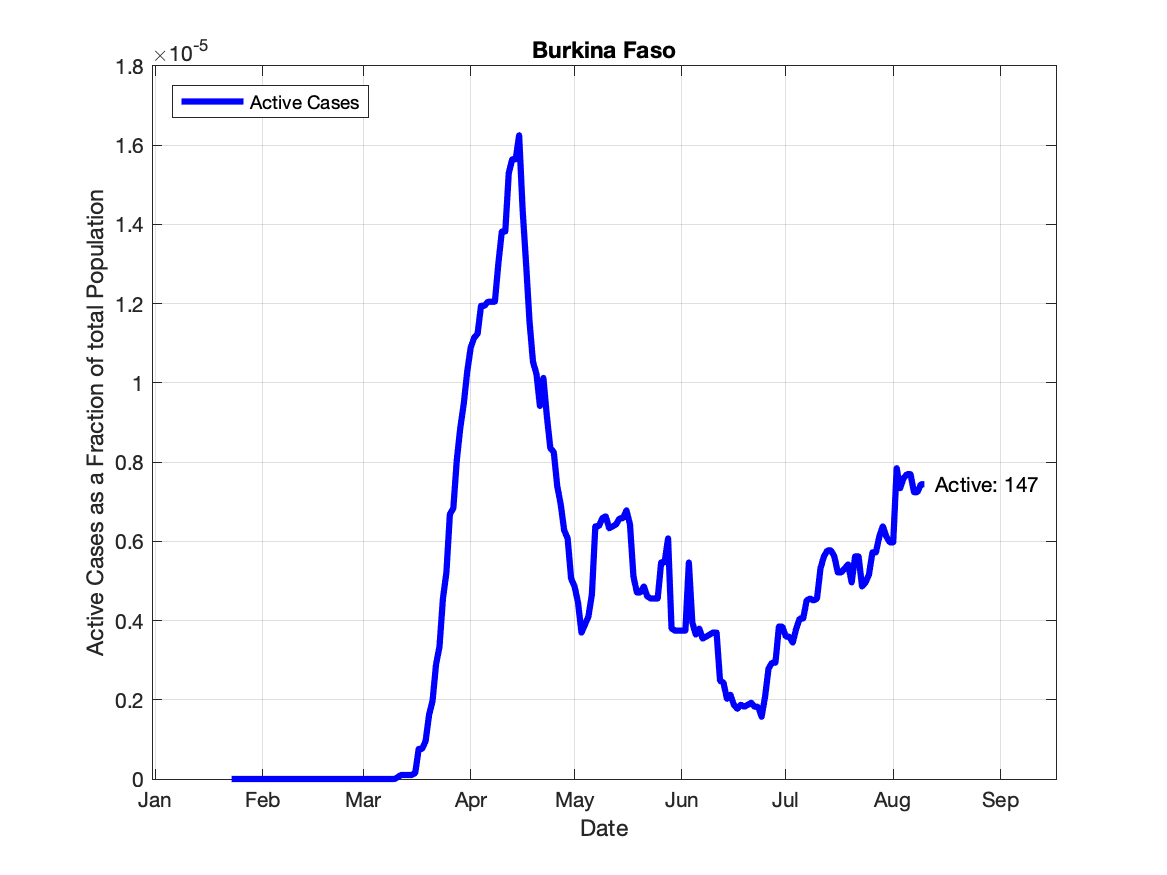 Burkina Faso
×10^-5
1.8
1.6
1.4
1.2
1
0.8
0.6
0.4
0.2
0
Active Cases as a Fraction of total Population
Active Cases
Active: 147
Jan Feb Mar Apr May Jun Jul Aug Sep
Date